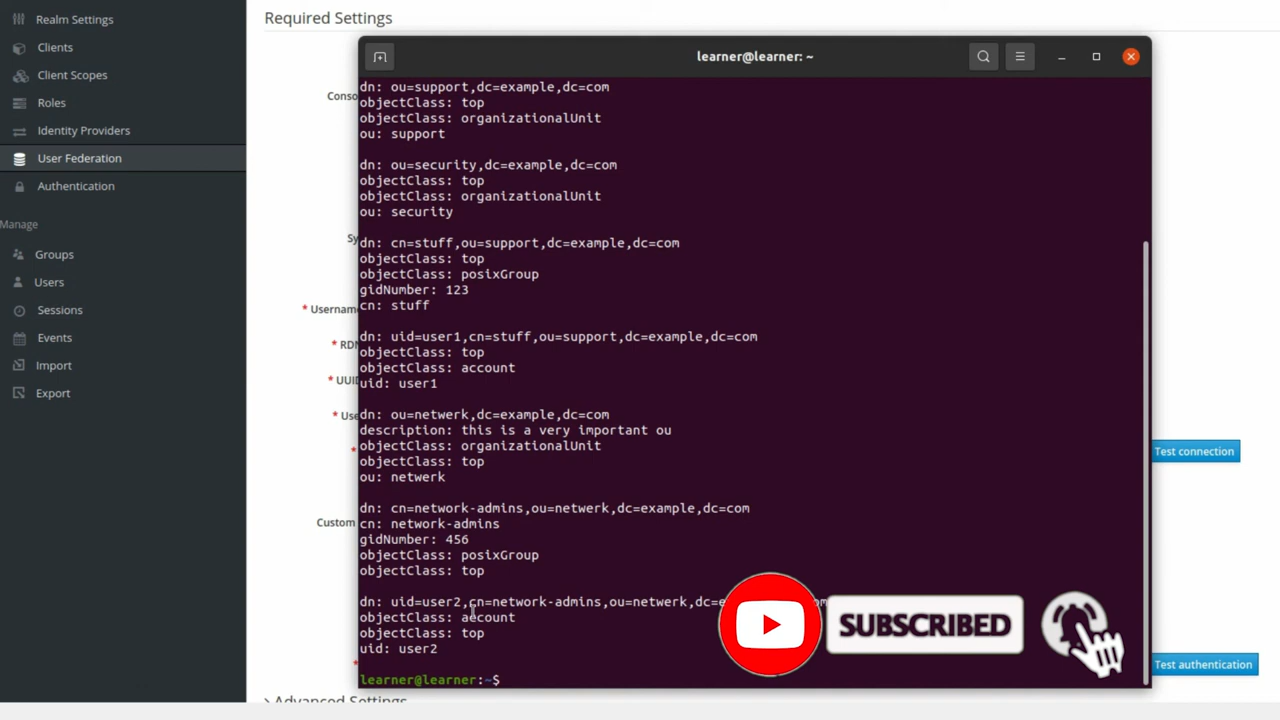 Realm Settings
Clients
Client Scopes
Roles
Identity Providers
User Federation
Authentication
Manage
Groups
Users
Sessions
Events
Import
Export
Required Settings
* Username
* RDN
* UUID
Custom
Test connection
Test authentication
Advanced Settings
learner@learner: ~
dn: ou=support,dc=example,dc=com
objectClass: top
objectClass: organizationalUnit
ou: support
dn: ou=security,dc=example,dc=com
objectClass: top
objectClass: organizationalUnit
ou: security
dn: cn=stuff,ou=support,dc=example,dc=com
objectClass: top
objectClass: posixGroup
gidNumber: 123
cn: stuff
dn: uid=user1,cn=stuff,ou=support,dc=example,dc=com
objectClass: top
objectClass: account
uid: user1
dn: ou=netwerk,dc=example,dc=com
description: this is a very important ou
objectClass: organizationalUnit
objectClass: top
ou: netwerk
dn: cn=network-admins,ou=netwerk,dc=example,dc=com
cn: network-admins
gidNumber: 456
objectClass: posixGroup
objectClass: top
dn: uid=user2,cn=network-admins,ou=netwerk,dc=e
objectClass: account
objectClass: top
uid: user2
learner@learner:~$
SUBSCRIBED